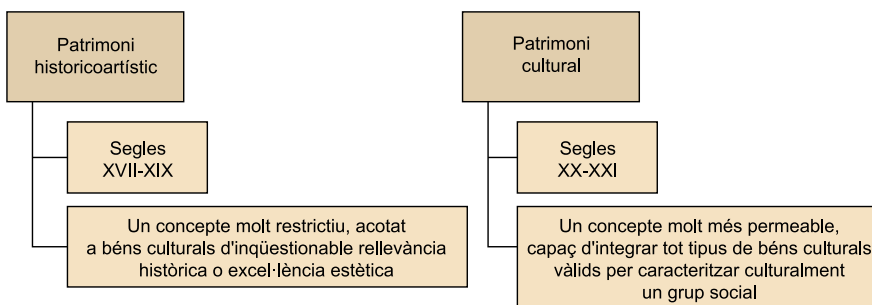 Patrimoni
historicoartístic
Segles
XVII-XIX
Un concepte molt restrictiu, acotat
a béns culturals d'inqüestionable rellevància
històrica o excel·lència estètica
Patrimoni
cultural
Segles
XX-XXI
Un concepte molt més permeable,
capaç d'integrar tot tipus de béns culturals
vàlids per caracteritzar culturalment
un grup social